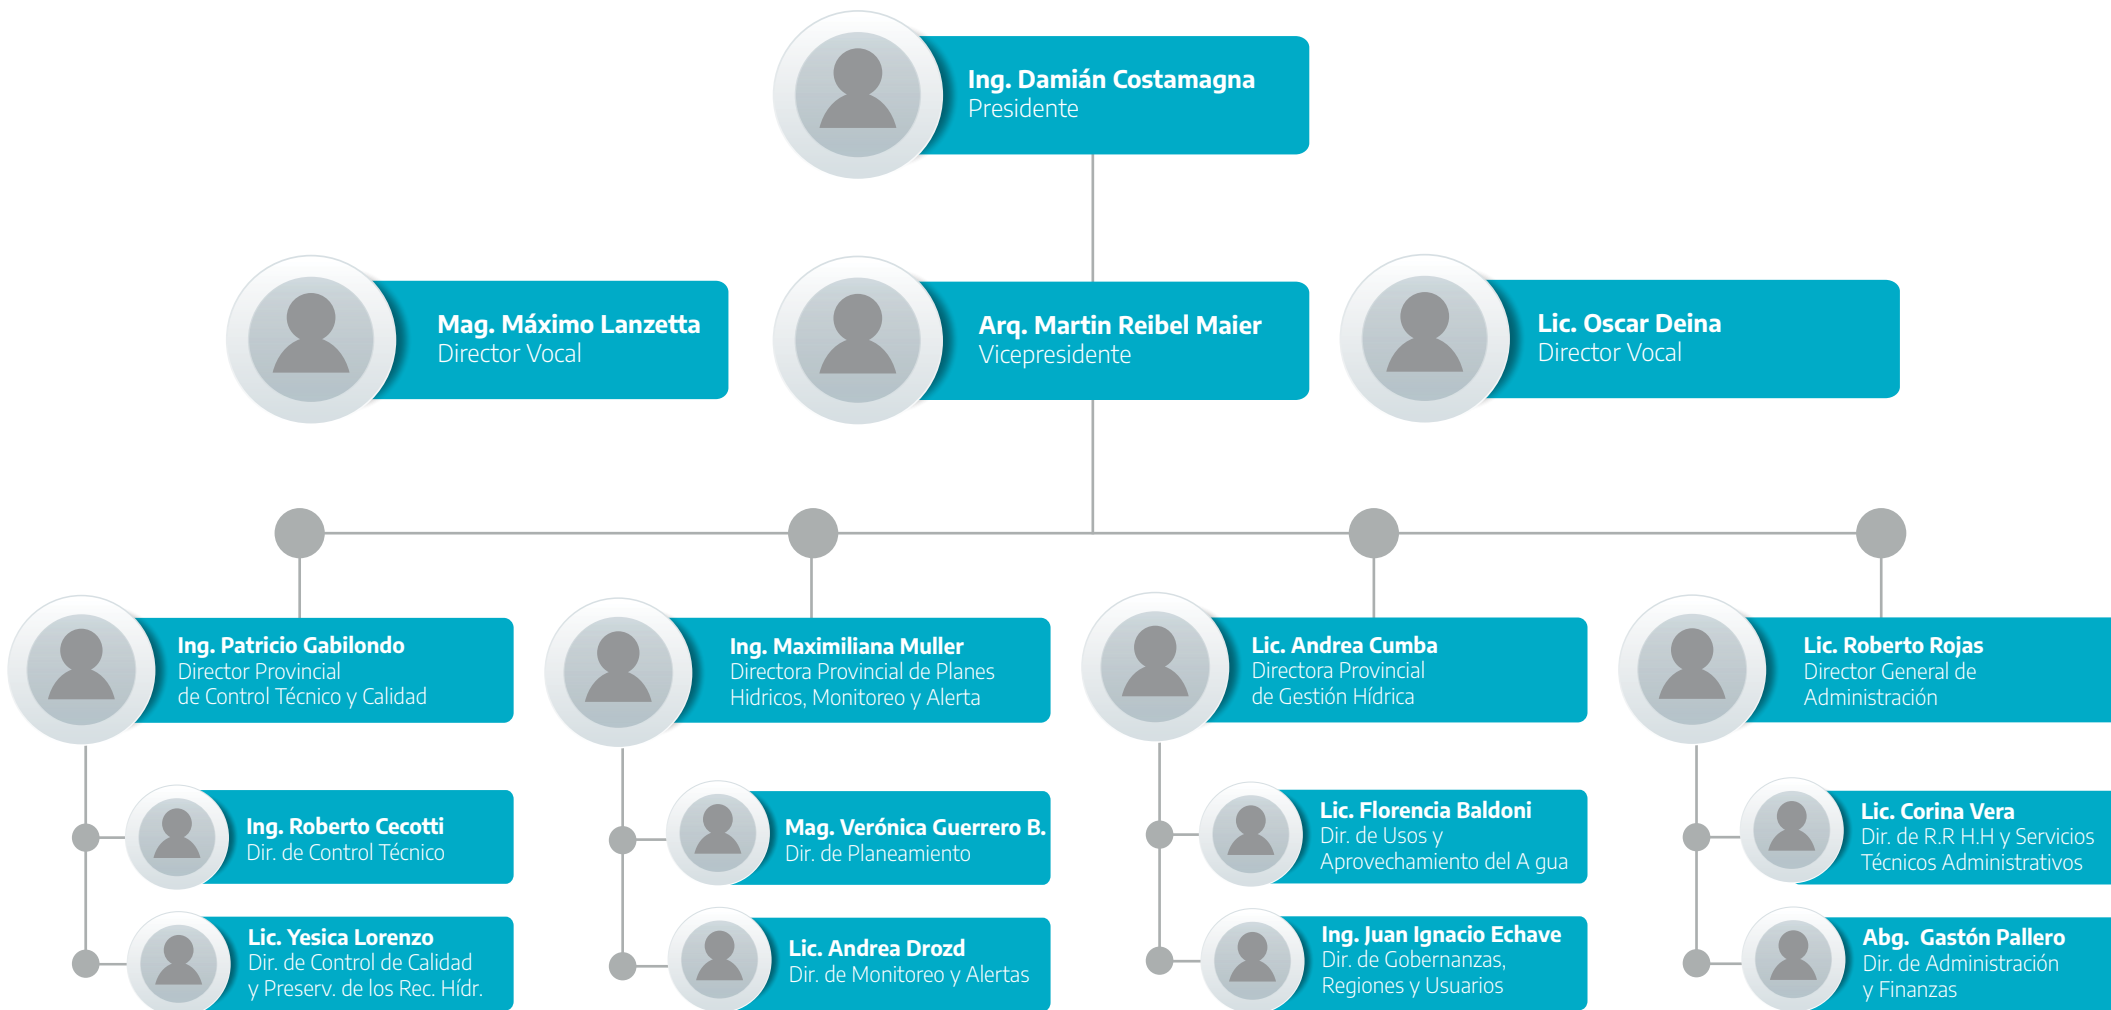 Ing. Damián Costamagna
Presidente
Mag. Máximo Lanzetta
Director Vocal
Arq. Martin Reibel Maier
Vicepresidente
Lic. Oscar Deina
Director Vocal
Ing. Patricio Gabilondo
Director Provincial
de Control Técnico y Calidad
Ing. Maximiliana Muller
Directora Provincial de Planes
Hidricos, Monitoreo y Alerta
Lic. Andrea Cumba
Directora Provincial
de Gestión Hídrica
Lic. Roberto Rojas
Director General de
Administración
Ing. Roberto Cecotti
Dir. de Control Técnico
Mag. Verónica Guerrero B.
Dir. de Planeamiento
Lic. Florencia Baldoni
Dir. de Usos y
Aprovechamiento del A gua
Lic. Corina Vera
Dir. de R.R H.H y Servicios
Técnicos Administrativos
Lic. Yesica Lorenzo
Dir. de Control de Calidad
y Preserv. de los Rec. Hídr.
Lic. Andrea Drozd
Dir. de Monitoreo y Alertas
Ing. Juan Ignacio Echave
Dir. de Gobernanzas,
Regiones y Usuarios
Abg.  Gastón Pallero
Dir. de Administración
y Finanzas